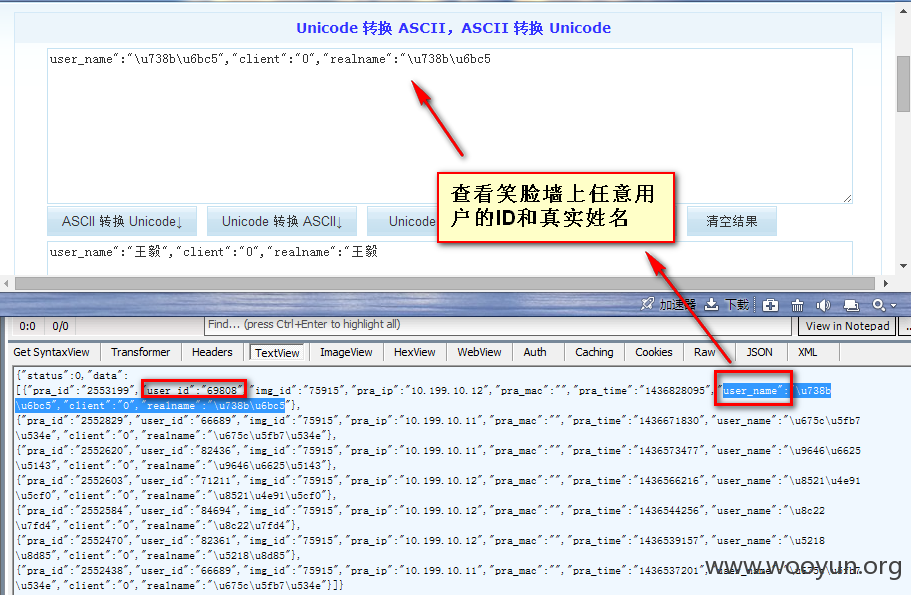 Unicode 转换 ASCII，ASCII 转换 Unicode
user_name":"\u738b\u6bc5","client":"0","realname":"\u738b\u6bc5
查看笑脸墙上任意用
户的ID和真实姓名
ASCII 转换 Unicode↓ Unicode 转换 ASCII↓ Unicode 清空结果
user_name":"王毅","client":"0","realname":"王毅
加速器 下载
0:0 0/0 Find... (press Ctrl+Enter to highlight all) View in Notepad ...
Get SyntaxView Transformer Headers TextView ImageView HexView WebView Auth Caching Cookies Raw JSON XML
{"status":0,"data":
[{"pra_id":"2553199","user_id":"69808","img_id":"75915","pra_ip":"10.199.10.12","pra_mac":"","pra_time":"1436828095","user_name":"\u738b
\u6bc5","client":"0","realname":"\u738b\u6bc5"},
{"pra_id":"2552829","user_id":"66689","img_id":"75915","pra_ip":"10.199.10.11","pra_mac":"","pra_time":"1436671830","user_name":"\u675c\u5fb7
\u534e","client":"0","realname":"\u675c\u5fb7\u534e"},
{"pra_id":"2552620","user_id":"82436","img_id":"75915","pra_ip":"10.199.10.11","pra_mac":"","pra_time":"1436573477","user_name":"\u9646\u6625
\u5143","client":"0","realname":"\u9646\u6625\u5143"},
{"pra_id":"2552603","user_id":"71211","img_id":"75915","pra_ip":"10.199.10.12","pra_mac":"","pra_time":"1436566216","user_name":"\u8521\u4e91
\u5cf0","client":"0","realname":"\u8521\u4e91\u5cf0"},
{"pra_id":"2552584","user_id":"84694","img_id":"75915","pra_ip":"10.199.10.12","pra_mac":"","pra_time":"1436544256","user_name":"\u8c22
\u7fd4","client":"0","realname":"\u8c22\u7fd4"},
{"pra_id":"2552470","user_id":"82361","img_id":"75915","pra_ip":"10.199.10.12","pra_mac":"","pra_time":"1436539157","user_name":"\u5218
\u8d85","client":"0","realname":"\u5218\u8d85"},
{"pra_id":"2552438","user_id":"66689","img_id":"75915","pra_ip":"10.199.10.11","pra_mac":"","pra_time":"1436537201","user_name":"\u675c\u5fb7
\u534e","client":"0","realname":"\u675c\u5fb7\u534e"}]}
www.wooyun.org